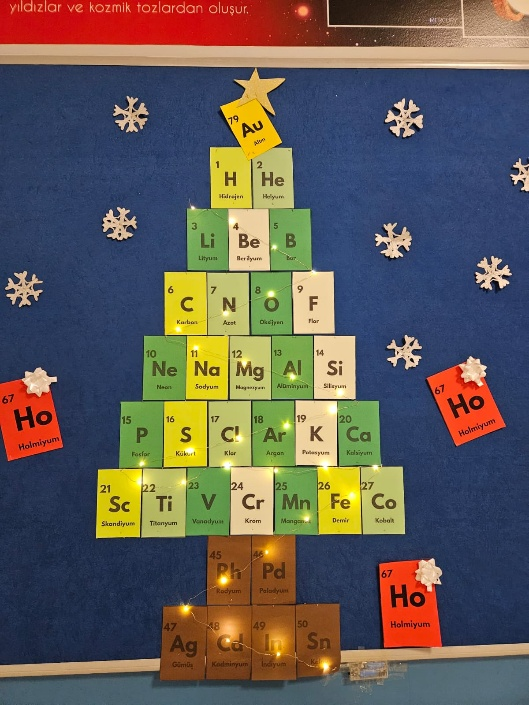 yıldızlar ve kozmik tozlardan oluşur.
79
Au
Altın
1 2
H He
Hidrojen Helyum
3 4 5
Li Be B
Lityum Berilyum Bor
6 7 8 9
C N O F
Karbon Azot Oksijen Flor
10 11 12 13 14
Ne Na Mg Al Si
Neon Sodyum Magnezyum Alüminyum Silisyum
67
Ho
Holmiyum
67
Ho
Holmiyum
15 16 17 18 19 20
P S Cl Ar K Ca
Fosfor Kükürt Klor Argon Potasyum Kalsiyum
21 22 23 24 25 26 27
Sc Ti V Cr Mn Fe Co
Skandiyum Titanyum Vanadyum Krom Manganez Demir Kobalt
45 46
Rh Pd
Rodyum Paladyum
67
Ho
Holmiyum
47 48 49 50
Ag Cd In Sn
Gümüş Kadmiyum İndiyum